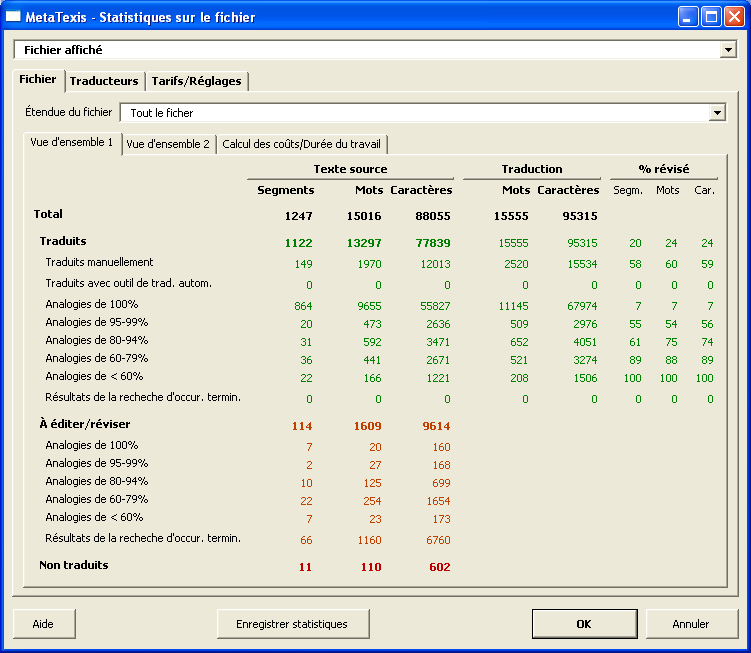 MetaTexis - Statistiques sur le fichier
Fichier affiché
Fichier Traducteurs Tarifs/Réglages
Étendue du fichier Tout le ficher
Vue d'ensemble 1 Vue d'ensemble 2 Calcul des coûts/Durée du travail
Texte source Traduction % révisé
Segments Mots Caractères Mots Caractères Segm. Mots Car.
Total 1247 15016 88055 15555 95315
Traduits 1122 13297 77839 15555 95315 20 24 24
Traduits manuellement 149 1970 12013 2520 15534 58 60 59
Traduits avec outil de trad. autom. 0 0 0 0 0 0 0 0
Analogies de 100% 864 9655 55827 11145 67974 7 7 7
Analogies de 95-99% 20 473 2636 509 2976 55 54 56
Analogies de 80-94% 31 592 3471 652 4051 61 75 74
Analogies de 60-79% 36 441 2671 521 3274 89 88 89
Analogies de < 60% 22 166 1221 208 1506 100 100 100
Résultats de la recheche d'occur. termin. 0 0 0 0 0 0 0 0
À éditer/réviser 114 1609 9614
Analogies de 100% 7 20 160
Analogies de 95-99% 2 27 168
Analogies de 80-94% 10 125 699
Analogies de 60-79% 22 254 1654
Analogies de < 60% 7 23 173
Résultats de la recheche d'occur. termin. 66 1160 6760
Non traduits 11 110 602
Aide Enregistrer statistiques OK Annuler